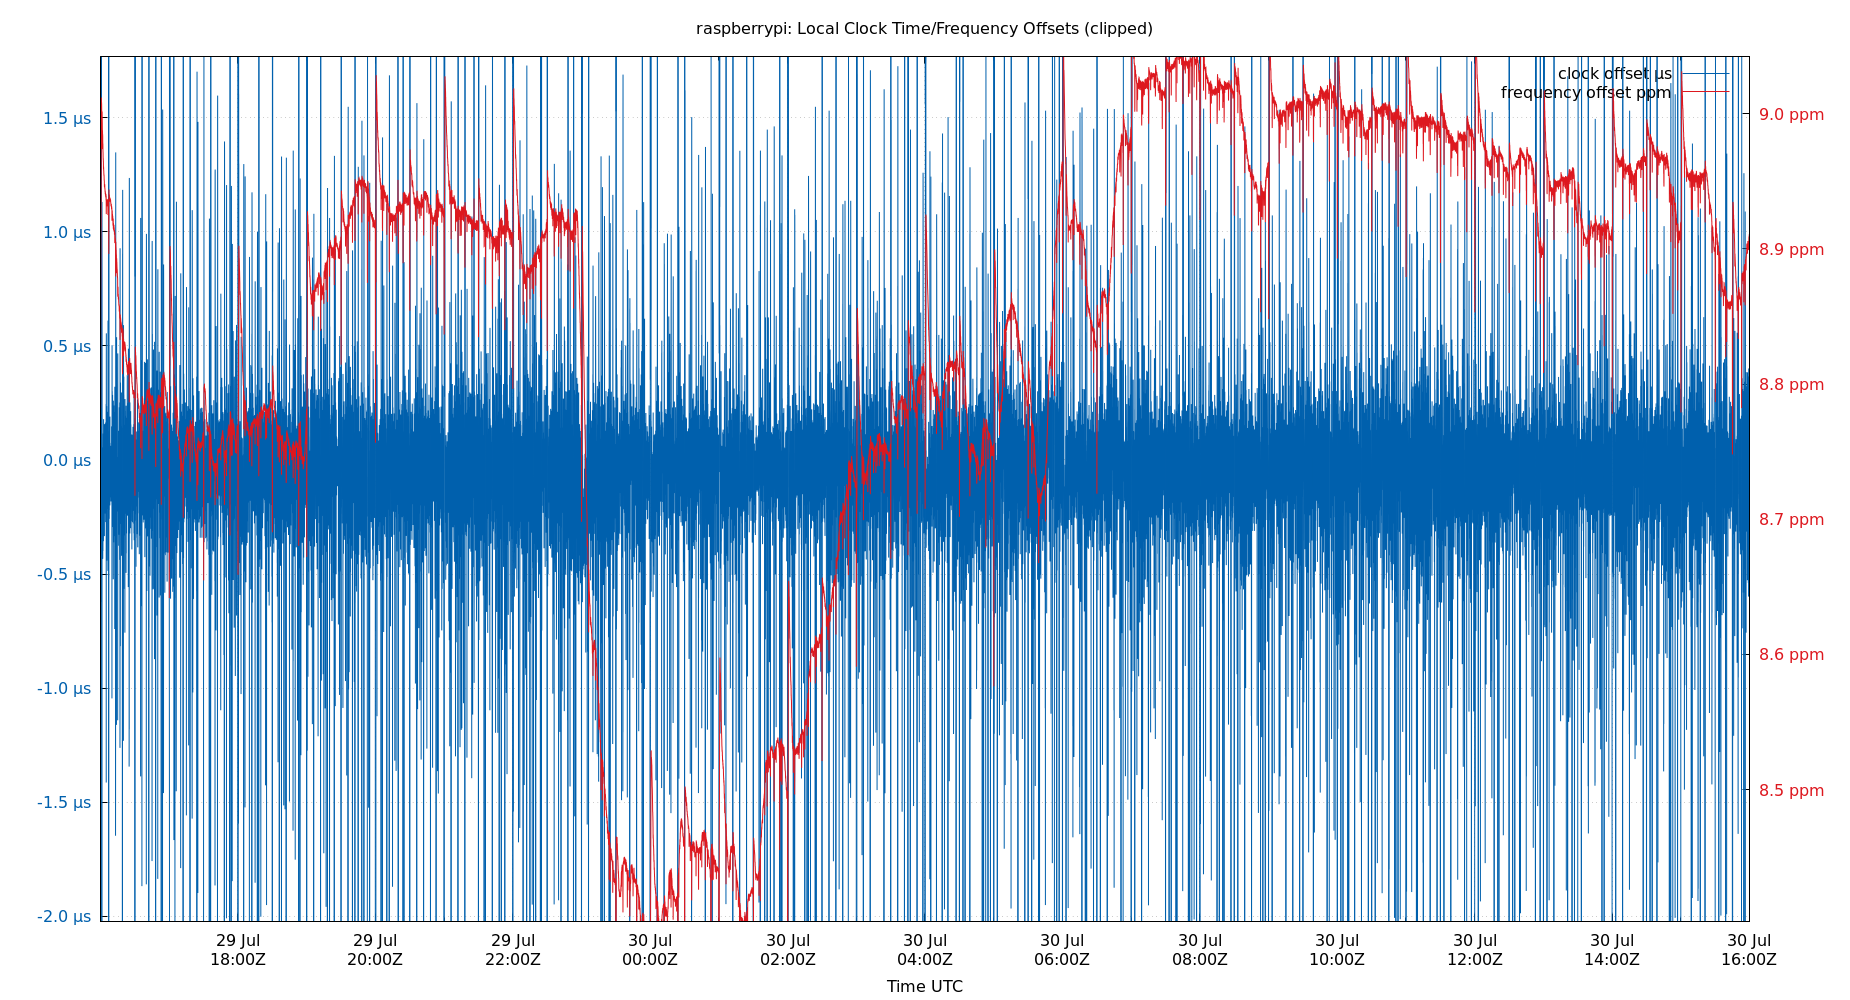 raspberrypi: Local Clock Time/Frequency Offsets (clipped)
clock offset µs
frequency offset ppm
1.5 µs
1.0 µs
0.5 µs
0.0 µs
-0.5 µs
-1.0 µs
-1.5 µs
-2.0 µs
9.0 ppm
8.9 ppm
8.8 ppm
8.7 ppm
8.6 ppm
8.5 ppm
29 Jul 29 Jul 29 Jul 30 Jul 30 Jul 30 Jul 30 Jul 30 Jul 30 Jul 30 Jul 30 Jul 30 Jul
18:00Z 20:00Z 22:00Z 00:00Z 02:00Z 04:00Z 06:00Z 08:00Z 10:00Z 12:00Z 14:00Z 16:00Z
Time UTC